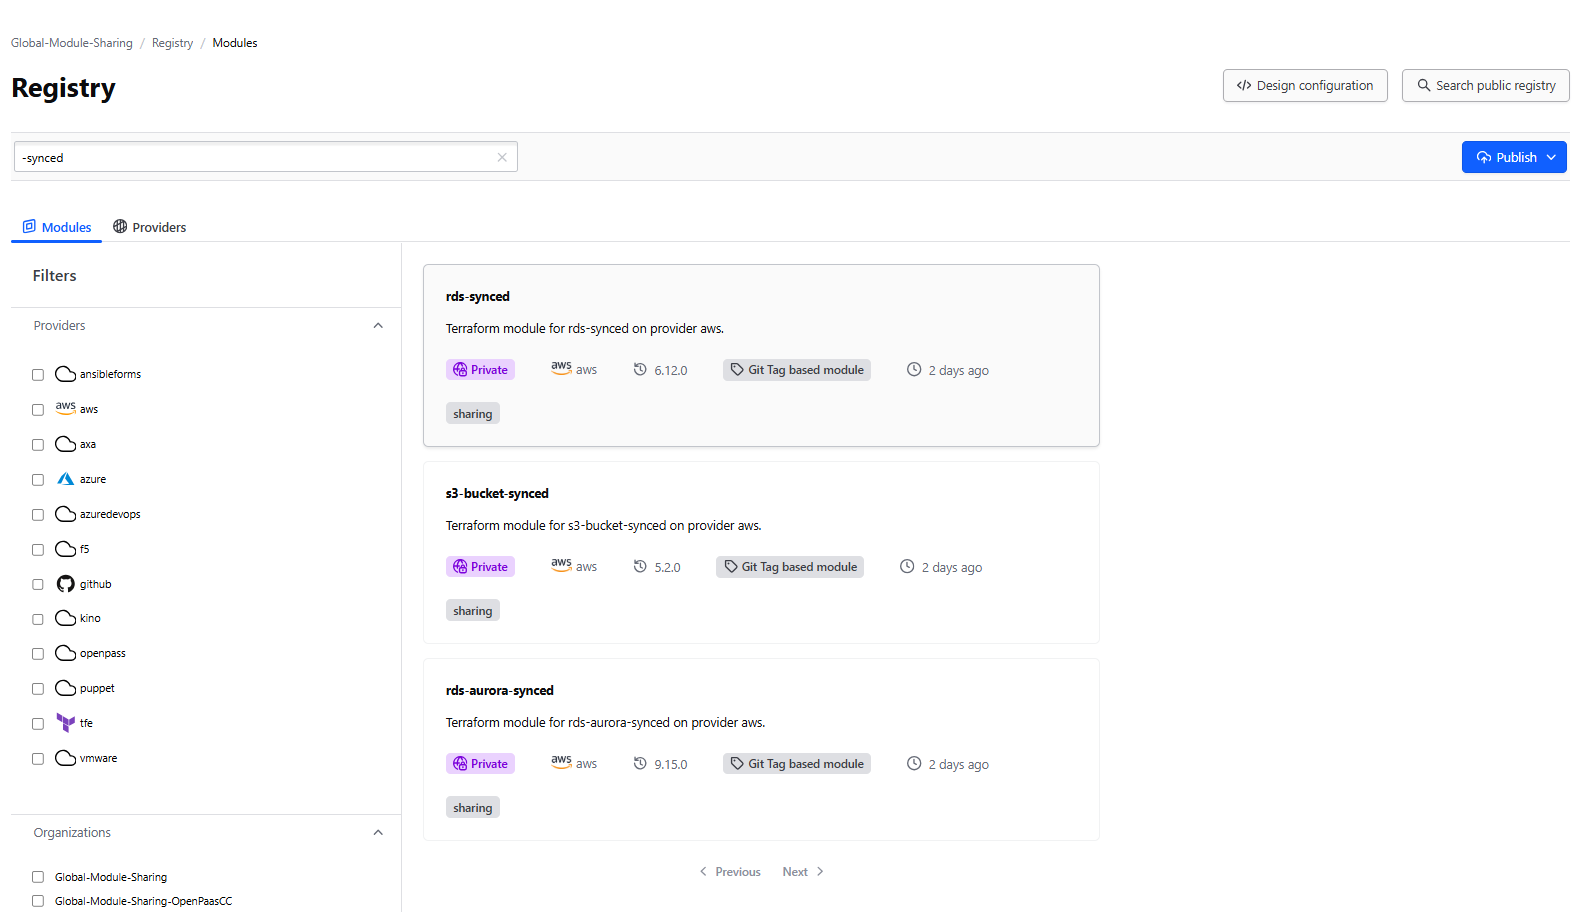 Global-Module-Sharing / Registry / Modules
Registry
Design configuration
Search public registry
-synced
Publish
Modules
Providers
Filters
Providers
ansibleforms
aws aws
axa
azure
azuredevops
f5
github
kino
openpass
puppet
tfe
vmware
Organizations
Global-Module-Sharing
Global-Module-Sharing-OpenPaasCC
rds-synced
Terraform module for rds-synced on provider aws.
Private aws aws 6.12.0 Git Tag based module 2 days ago
sharing
s3-bucket-synced
Terraform module for s3-bucket-synced on provider aws.
Private aws aws 5.2.0 Git Tag based module 2 days ago
sharing
rds-aurora-synced
Terraform module for rds-aurora-synced on provider aws.
Private aws aws 9.15.0 Git Tag based module 2 days ago
sharing
Previous Next